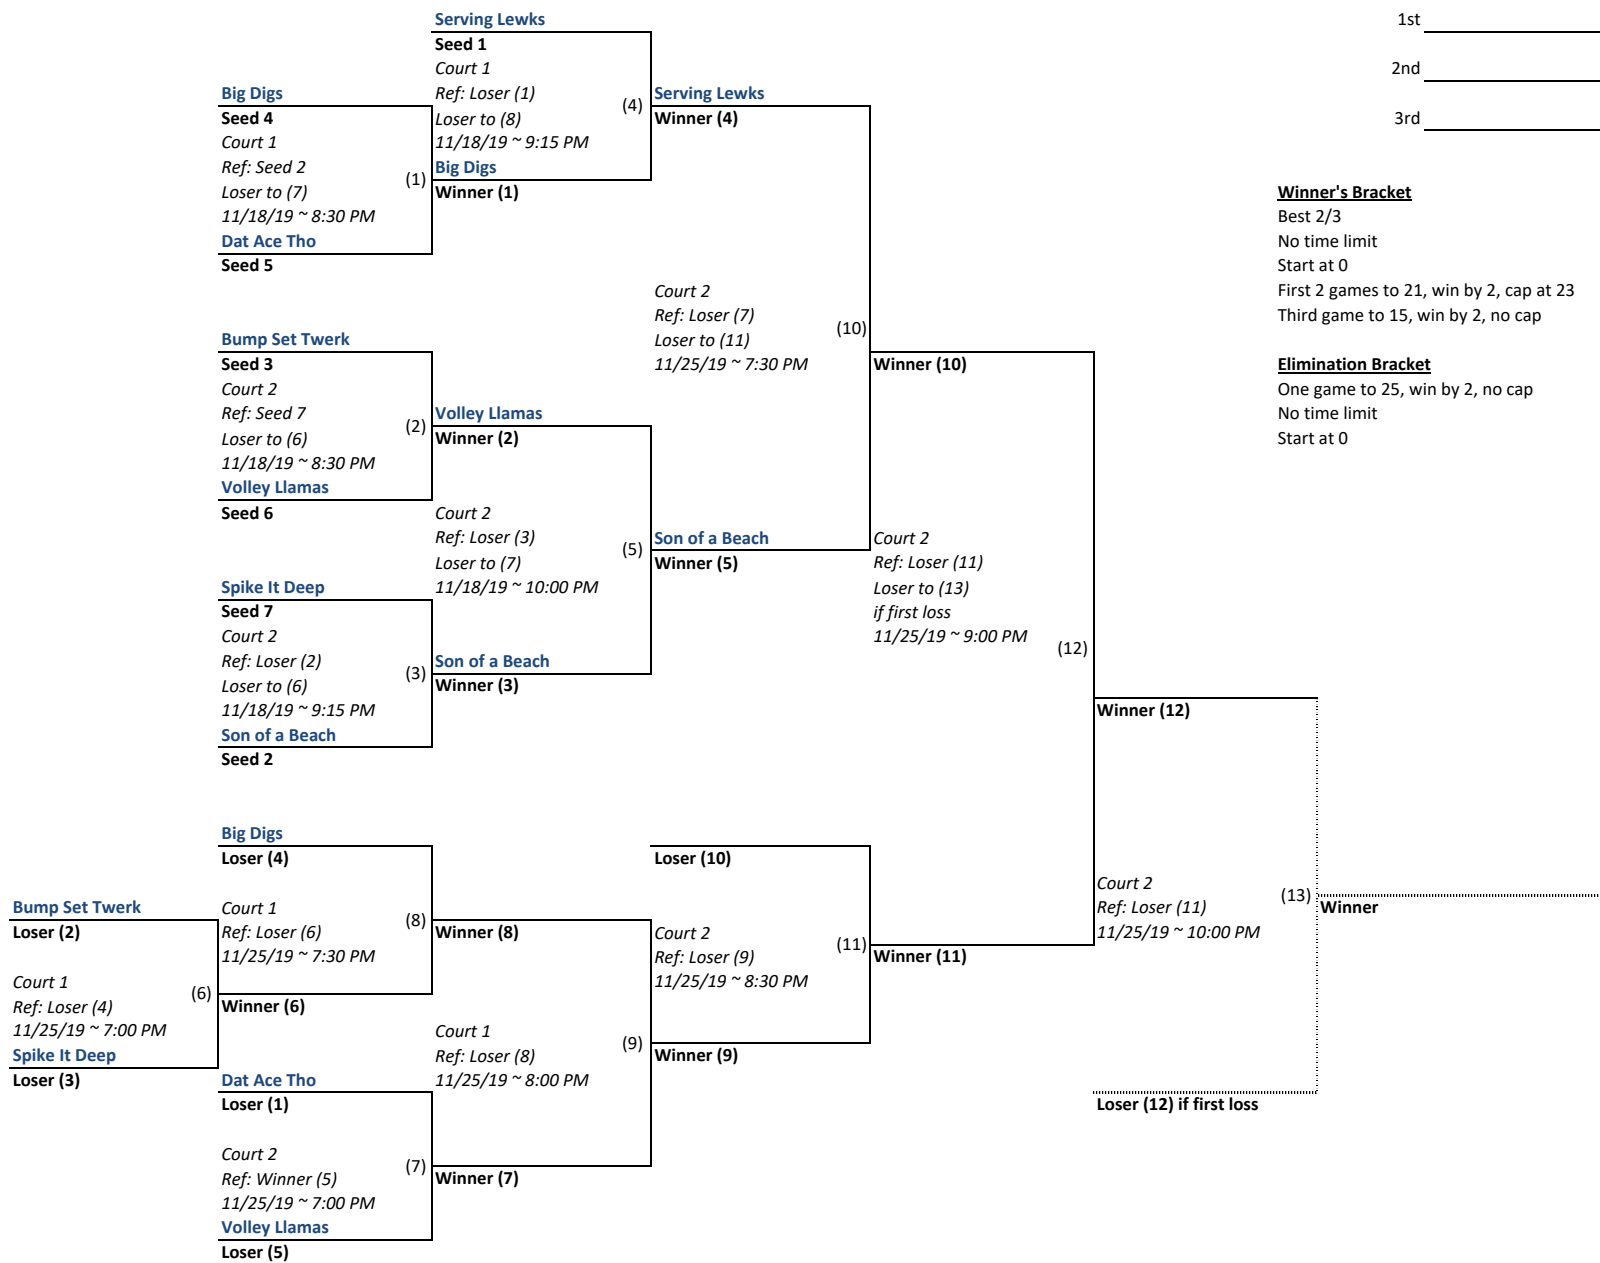 Serving Lewks
Seed 1
Court 1
Ref: Loser (1)
Loser to (8)
11/18/19 ~ 9:15 PM
Big Digs
Winner (1)
(4)
Big Digs
Seed 4
Court 1
Ref: Seed 2
Loser to (7)
11/18/19 ~ 8:30 PM
Dat Ace Tho
Seed 5
(1)
Serving Lewks
Winner (4)
1st
2nd
3rd
Winner's Bracket
Best 2/3
No time limit
Start at 0
First 2 games to 21, win by 2, cap at 23
Third game to 15, win by 2, no cap
Elimination Bracket
One game to 25, win by 2, no cap
No time limit
Start at 0
Court 2
Ref: Loser (7)
Loser to (11)
11/25/19 ~ 7:30 PM
(10)
Winner (10)
Bump Set Twerk
Seed 3
Court 2
Ref: Seed 7
Loser to (6)
11/18/19 ~ 8:30 PM
Volley Llamas
Seed 6
(2)
Volley Llamas
Winner (2)
Court 2
Ref: Loser (3)
Loser to (7)
11/18/19 ~ 10:00 PM
(5)
Son of a Beach
Winner (5)
Spike It Deep
Seed 7
Court 2
Ref: Loser (2)
Loser to (6)
11/18/19 ~ 9:15 PM
Son of a Beach
Seed 2
(3)
Son of a Beach
Winner (3)
Court 2
Ref: Loser (11)
Loser to (13)
if first loss
11/25/19 ~ 9:00 PM
(12)
Winner (12)
Big Digs
Loser (4)
Court 1
Ref: Loser (6)
11/25/19 ~ 7:30 PM
(8)
Winner (8)
Bump Set Twerk
Loser (2)
Court 1
Ref: Loser (4)
11/25/19 ~ 7:00 PM
Spike It Deep
Loser (3)
(6)
Winner (6)
Dat Ace Tho
Loser (1)
Court 2
Ref: Winner (5)
11/25/19 ~ 7:00 PM
Volley Llamas
Loser (5)
(7)
Winner (7)
Court 1
Ref: Loser (8)
11/25/19 ~ 8:00 PM
(9)
Winner (9)
Loser (10)
Court 2
Ref: Loser (9)
11/25/19 ~ 8:30 PM
(11)
Winner (11)
Court 2
Ref: Loser (11)
11/25/19 ~ 10:00 PM
(13)
Winner
Loser (12) if first loss